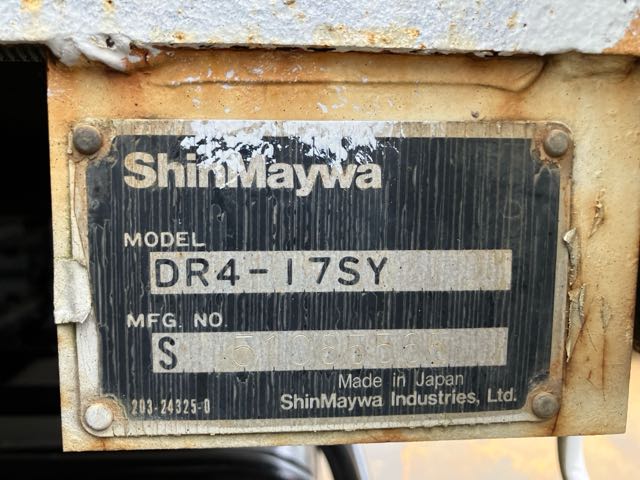 ShinMaywa
MODEL
DR4-17SY
MFG. NO.
S
Made in Japan
203-24325-0
ShinMaywa Industries, Ltd.